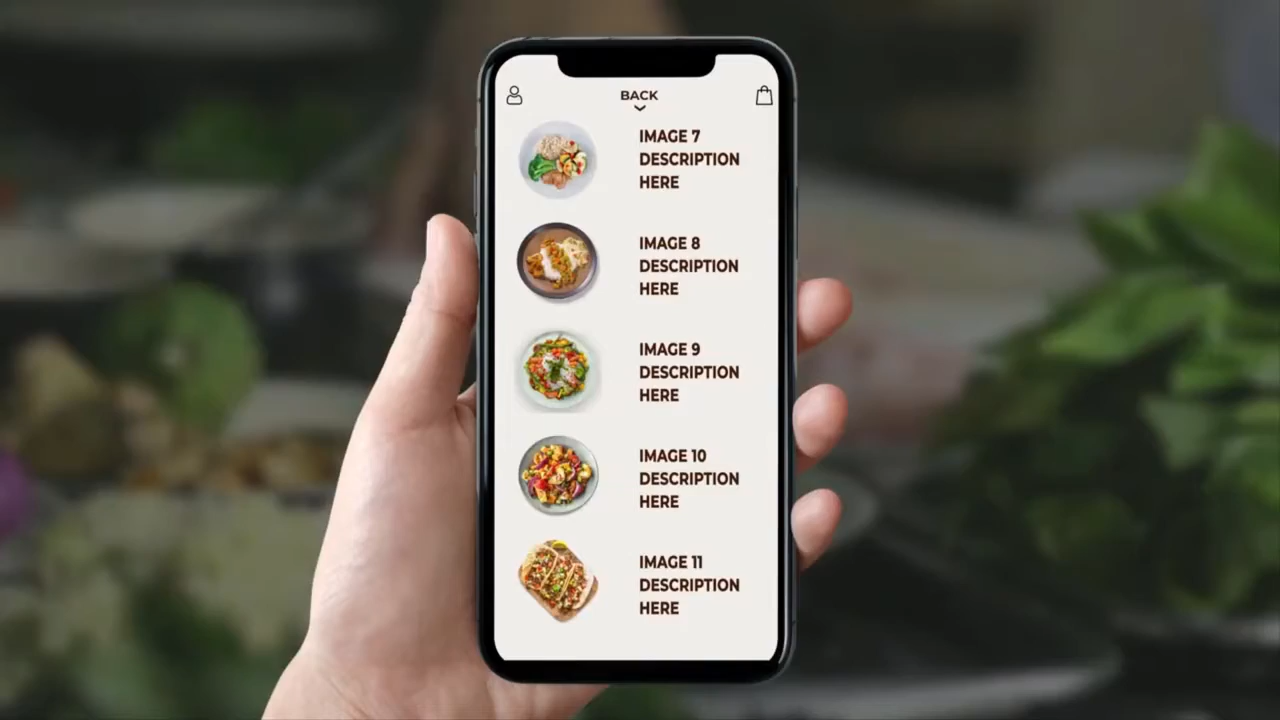 BACK
IMAGE 7
DESCRIPTION
HERE
IMAGE 8
DESCRIPTION
HERE
IMAGE 9
DESCRIPTION
HERE
IMAGE 10
DESCRIPTION
HERE
IMAGE 11
DESCRIPTION
HERE